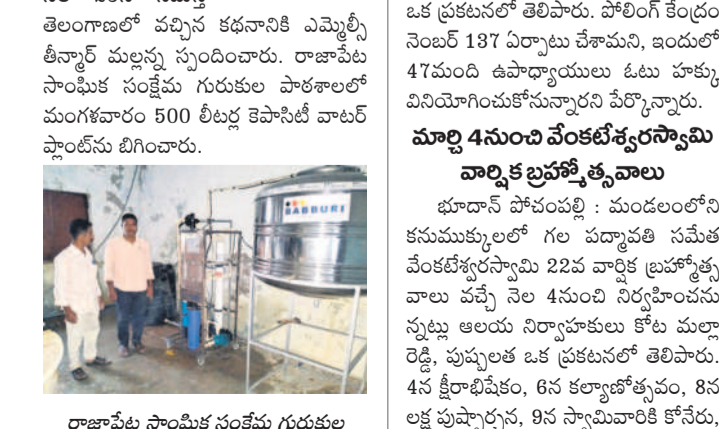 తెలంగాణలో వచ్చిన కథనానికి ఎమ్మెల్సీ
తీన్మార్ మల్లన్న స్పందించారు. రాజాపేట
సాంఘిక సంక్షేమ గురుకుల పాఠశాలలో
మంగళవారం 500 లీటర్ల కెపాసిటీ వాటర్
ప్లాంట్‌ను బిగించారు.
BABBURI
రాజాపేట సాంఘిక సంక్షేమ గురుకుల
ఒక ప్రకటనలో తెలిపారు. పోలింగ్ కేంద్రం
నెంబర్ 137 ఏర్పాటు చేశామని, ఇందులో
47మంది ఉపాధ్యాయులు ఓటు హక్కు
వినియోగించుకోనున్నారని పేర్కొన్నారు.
మార్చి 4నుంచి వేంకటేశ్వరస్వామి
వార్షిక బ్రహ్మోత్సవాలు
భూదాన్ పోచంపల్లి : మండలంలోని
కనుముక్కులలో గల పద్మావతి సమేత
వేంకటేశ్వరస్వామి 22వ వార్షిక బ్రహ్మోత్స
వాలు వచ్చే నెల 4నుంచి నిర్వహించను
న్నట్లు ఆలయ నిర్వాహకులు కోట మల్లా
రెడ్డి, పుష్పలత ఒక ప్రకటనలో తెలిపారు.
4న క్షీరాభిషేకం, 6న కల్యాణోత్సవం, 8న
లక్ష పుష్పార్చన, 9న స్వామివారికి కోనేరు,